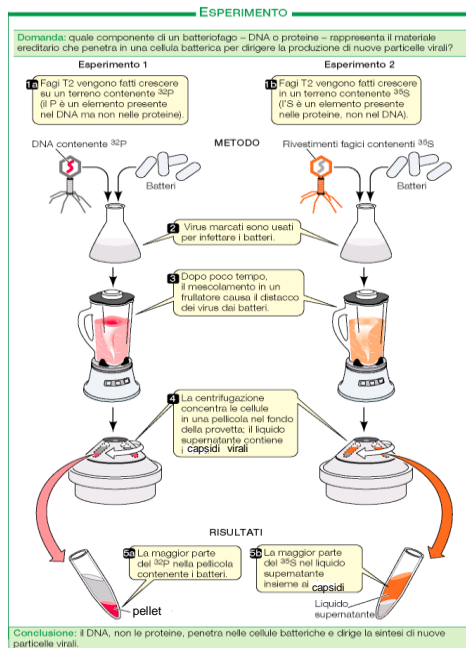 ESPERIMENTO
Domanda: quale componente di un batteriofago – DNA o proteine – rappresenta il materiale
ereditario che penetra in una cellula batterica per dirigere la produzione di nuove particelle virali?
Esperimento 1
Esperimento 2
1a Fagi T2 vengono fatti crescere
su un terreno contenente ³²P
(il P è un elemento presente
nel DNA ma non nelle proteine).
1b Fagi T2 vengono fatti crescere
in un terreno contenente ³⁵S
(l'S è un elemento presente
nelle proteine, non nel DNA).
DNA contenente ³²P
METODO
Rivestimenti fagici contenenti ³⁵S
Batteri
Batteri
2 Virus marcati sono usati
per infettare i batteri.
3 Dopo poco tempo,
il mescolamento in un
frullatore causa il distacco
dei virus dai batteri.
4 La centrifugazione
concentra le cellule
in una pellicola nel fondo
della provetta; il liquido
supernatante contiene
i capsidi virali
RISULTATI
5a La maggior parte
del ³²P nella pellicola
contenente i batteri.
5b La maggior parte
del ³⁵S nel liquido
supernatante
insieme ai capsidi
pellet
Liquido
supernatante
Conclusione: il DNA, non le proteine, penetra nelle cellule batteriche e dirige la sintesi di nuove
particelle virali.